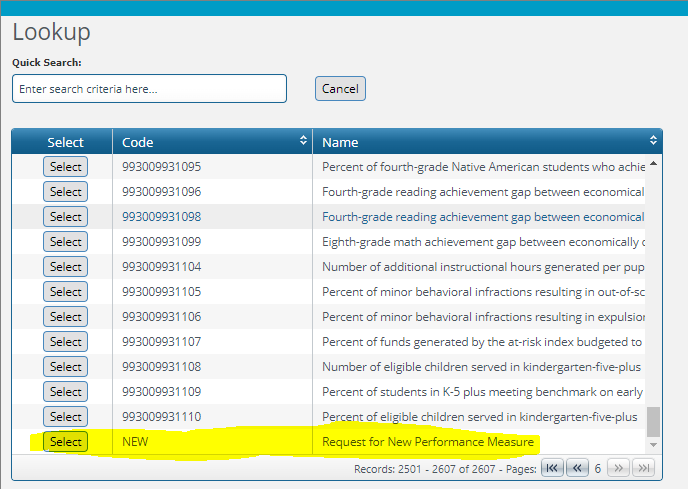 Lookup
Quick Search:
Enter search criteria here... Cancel
Select Code Name
Select 993009931095 Percent of fourth-grade Native American students who achie
Select 993009931096 Fourth-grade reading achievement gap between economical
Select 993009931098 Fourth-grade reading achievement gap between economical
Select 993009931099 Eighth-grade math achievement gap between economically
Select 993009931104 Number of additional instructional hours generated per pup
Select 993009931105 Percent of minor behavioral infractions resulting in out-of-sc
Select 993009931106 Percent of minor behavioral infractions resulting in expulsion
Select 993009931107 Percent of funds generated by the at-risk index budgeted to
Select 993009931108 Number of eligible children served in kindergarten-five-plus
Select 993009931109 Percent of students in K-5 plus meeting benchmark on early
Select 993009931110 Percent of eligible children served in kindergarten-five-plus
Select NEW Request for New Performance Measure
Records: 2501 - 2607 of 2607 - Pages: 6